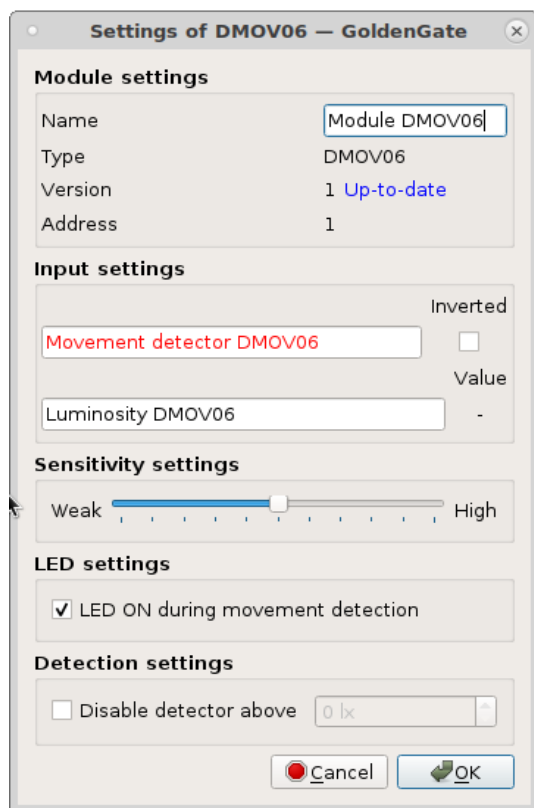 Settings of DMOV06 — GoldenGate
Module settings
Name Module DMOV06
Type DMOV06
Version 1 Up-to-date
Address 1
Input settings
Inverted
Movement detector DMOV06
Value
Luminosity DMOV06 -
Sensitivity settings
Weak High
LED settings
LED ON during movement detection
Detection settings
Disable detector above 0 lx
Cancel OK